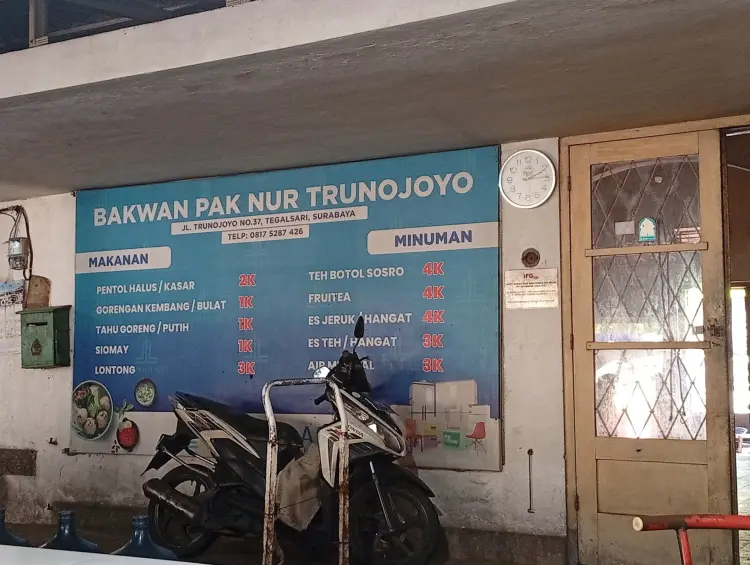 BAKWAN PAK NUR TRUNOJOYO
JL. TRUNOJOYO NO.37, TEGALSARI, SURABAYA
TELP: 0817 5287 426
MAKANAN
PENTOL HALUS / KASAR 2K
GORENGAN KEMBANG / BULAT 1K
TAHU GORENG / PUTIH 1K
SIOMAY 1K
LONTONG 3K
MINUMAN
TEH BOTOL SOSRO 4K
FRUITEA 4K
ES JERUK / HANGAT 4K
ES TEH / HANGAT 3K
AIR 3K
IFG